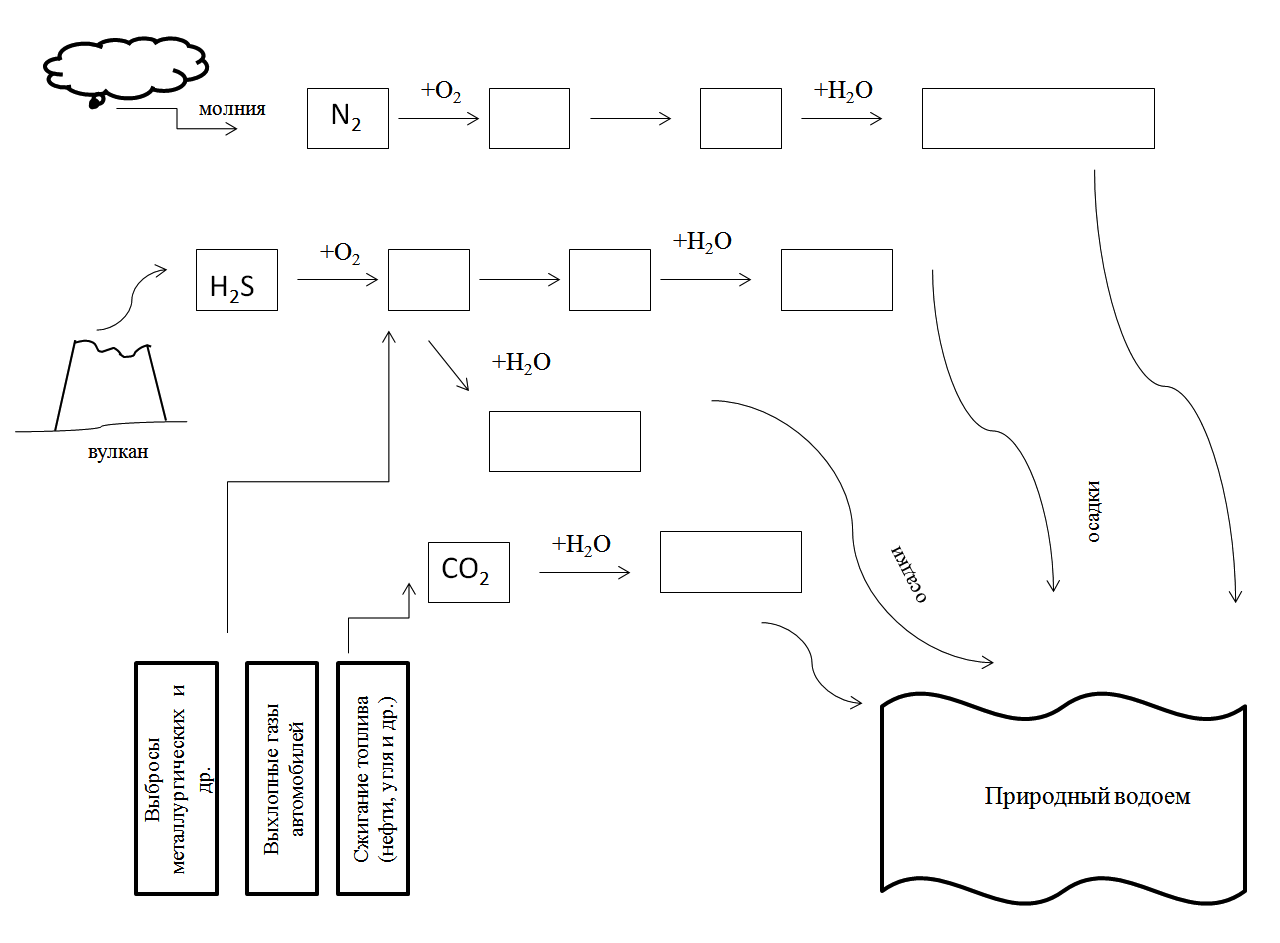 молния
N₂
+O₂
+H₂O
H₂S
+O₂
+H₂O
+H₂O
вулкан
CO₂
+H₂O
осадки
осадки
Выбросы
металлургических и
др.
Выхлопные газы
автомобилей
Сжигание топлива
(нефти, угля и др.)
Природный водоем